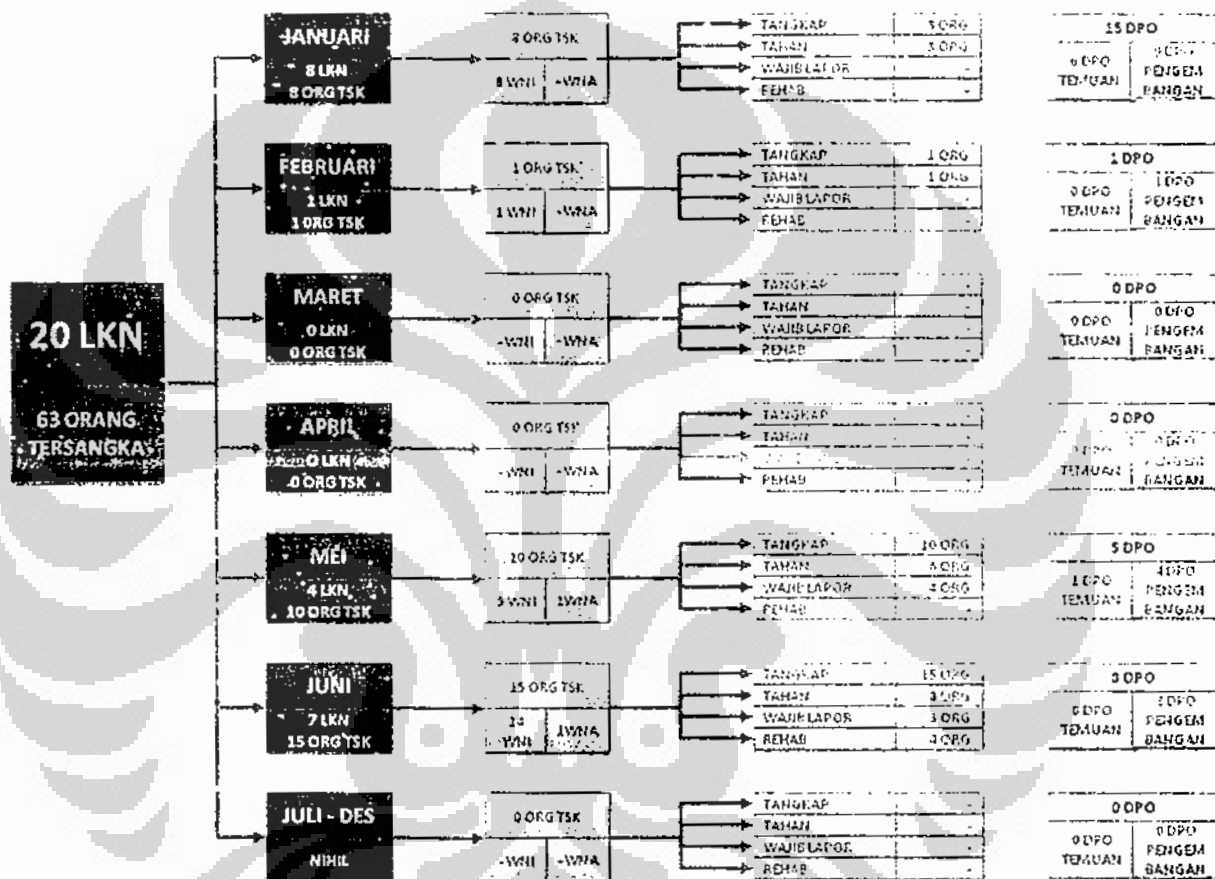 20 LKN
63 ORANG
TERSANGKA
JANUARI
8 LKN
8 ORG TSK
8 ORG TSK
8 WNI -WNA
TANGKAP
TAHAN
WAJIB LAPOR -
REHAB -
15 DPO
TEMUAN
PENGEM
BANGAN
FEBRUARI
1 LKN
1 ORG TSK
1 ORG TSK
1 WNI -WNA
TANGKAP 1 ORG
TAHAN 1 ORG
WAJIB LAPOR -
REHAB -
1 DPO
0 DPO
TEMUAN
1 DPO
PENGEM
BANGAN
MARET
0 LKN
0 ORG TSK
0 ORG TSK
-WNI -WNA
TANGKAP -
TAHAN -
WAJIB LAPOR -
REHAB -
0 DPO
0 DPO
TEMUAN
0 DPO
PENGEM
BANGAN
APRIL
0 LKN
0 ORG TSK
0 ORG TSK
-WNI -WNA
TANGKAP -
TAHAN -
REHAB -
0 DPO
TEMUAN
BANGAN
MEI
4 LKN
10 ORG TSK
10 ORG TSK
1WNA
TANGKAP 10 ORG
TAHAN
WAJIB LAPOR 4 ORG
REHAB -
5 DPO
1 DPO
TEMUAN
4 DPO
PENGEM
BANGAN
JUNI
7 LKN
15 ORG TSK
15 ORG TSK
14
WNI
1WNA
TANGKAP 15 ORG
TAHAN
WAJIB LAPOR
REHAB 4 ORG
TEMUAN
PENGEM
BANGAN
JULI - DES
NIHIL
0 ORG TSK
-WNI -WNA
TANGKAP -
TAHAN -
WAJIB LAPOR -
REHAB -
0 DPO
0 DPO
TEMUAN
0 DPO
PENGEM
BANGAN